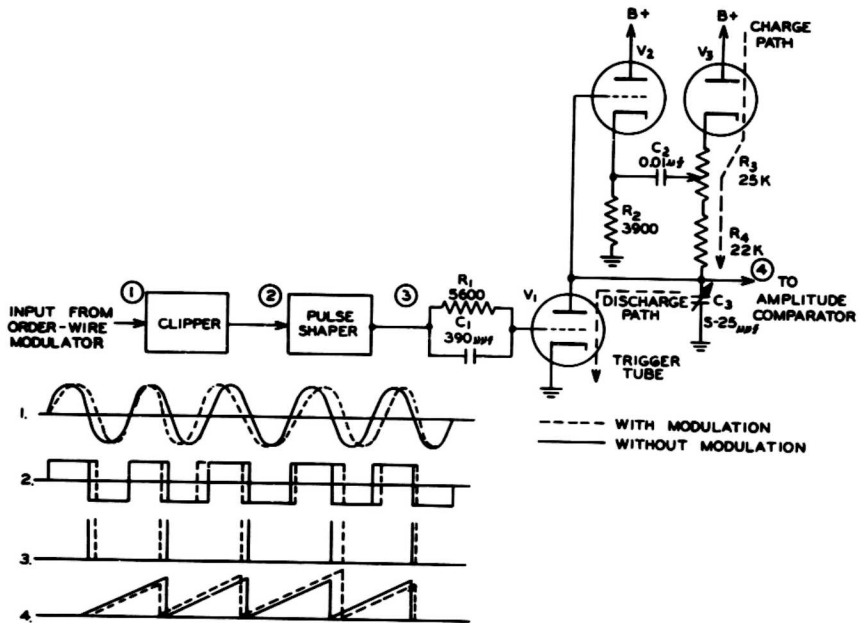 B+
B+
CHARGE
PATH
V2
V3
C2
0.01μf
R3
25K
R2
3900
R4
22K
①
②
③
④
TO
AMPLITUDE
COMPARATOR
INPUT FROM
ORDER-WIRE
MODULATOR
CLIPPER
PULSE
SHAPER
R1
5600
C1
390μμf
V1
DISCHARGE
PATH
C3
5-25μμf
TRIGGER
TUBE
WITH MODULATION
WITHOUT MODULATION
1.
2.
3.
4.